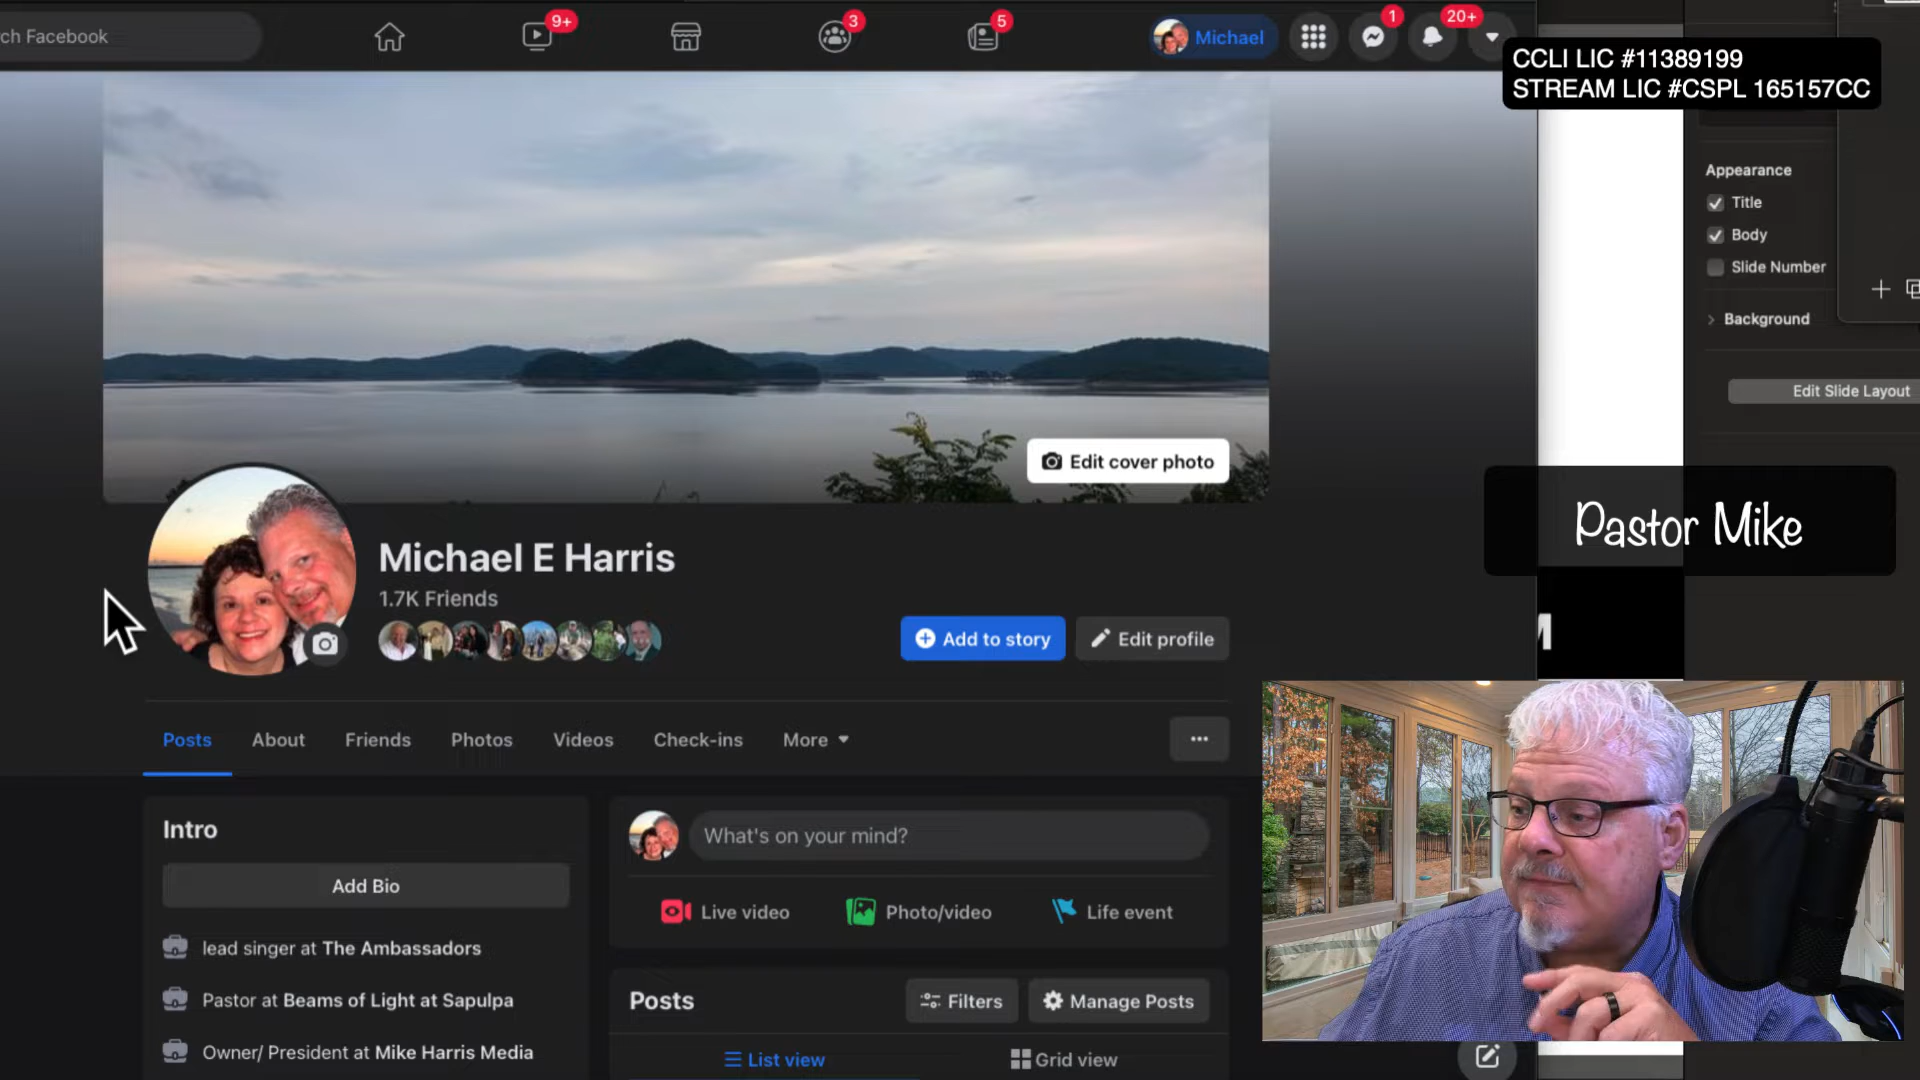 ch Facebook
9+
3
5
Michael
1
20+
CCLI LIC #11389199
STREAM LIC #CSPL 165157CC
Appearance
Title
Body
Slide Number
Background
Edit Slide Layout
Edit cover photo
Pastor Mike
Michael E Harris
1.7K Friends
Add to story
Edit profile
M
Posts
About
Friends
Photos
Videos
Check-ins
More
Intro
Add Bio
lead singer at The Ambassadors
Pastor at Beams of Light at Sapulpa
Owner/ President at Mike Harris Media
What's on your mind?
Live video
Photo/video
Life event
Posts
Filters
Manage Posts
List view
Grid view